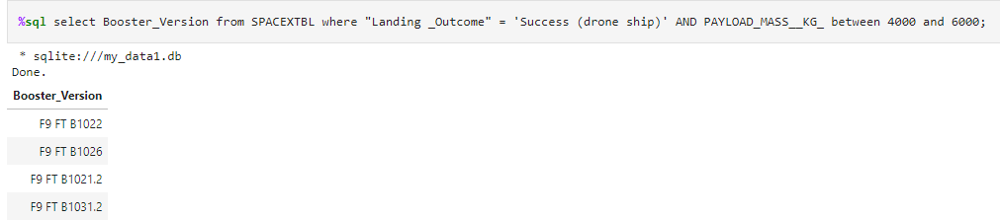 %sql select Booster_Version from SPACEXTBL where "Landing _Outcome" = 'Success (drone ship)' AND PAYLOAD_MASS__KG_ between 4000 and 6000;
* sqlite:///my_data1.db
Done.
Booster_Version
F9 FT B1022
F9 FT B1026
F9 FT B1021.2
F9 FT B1031.2